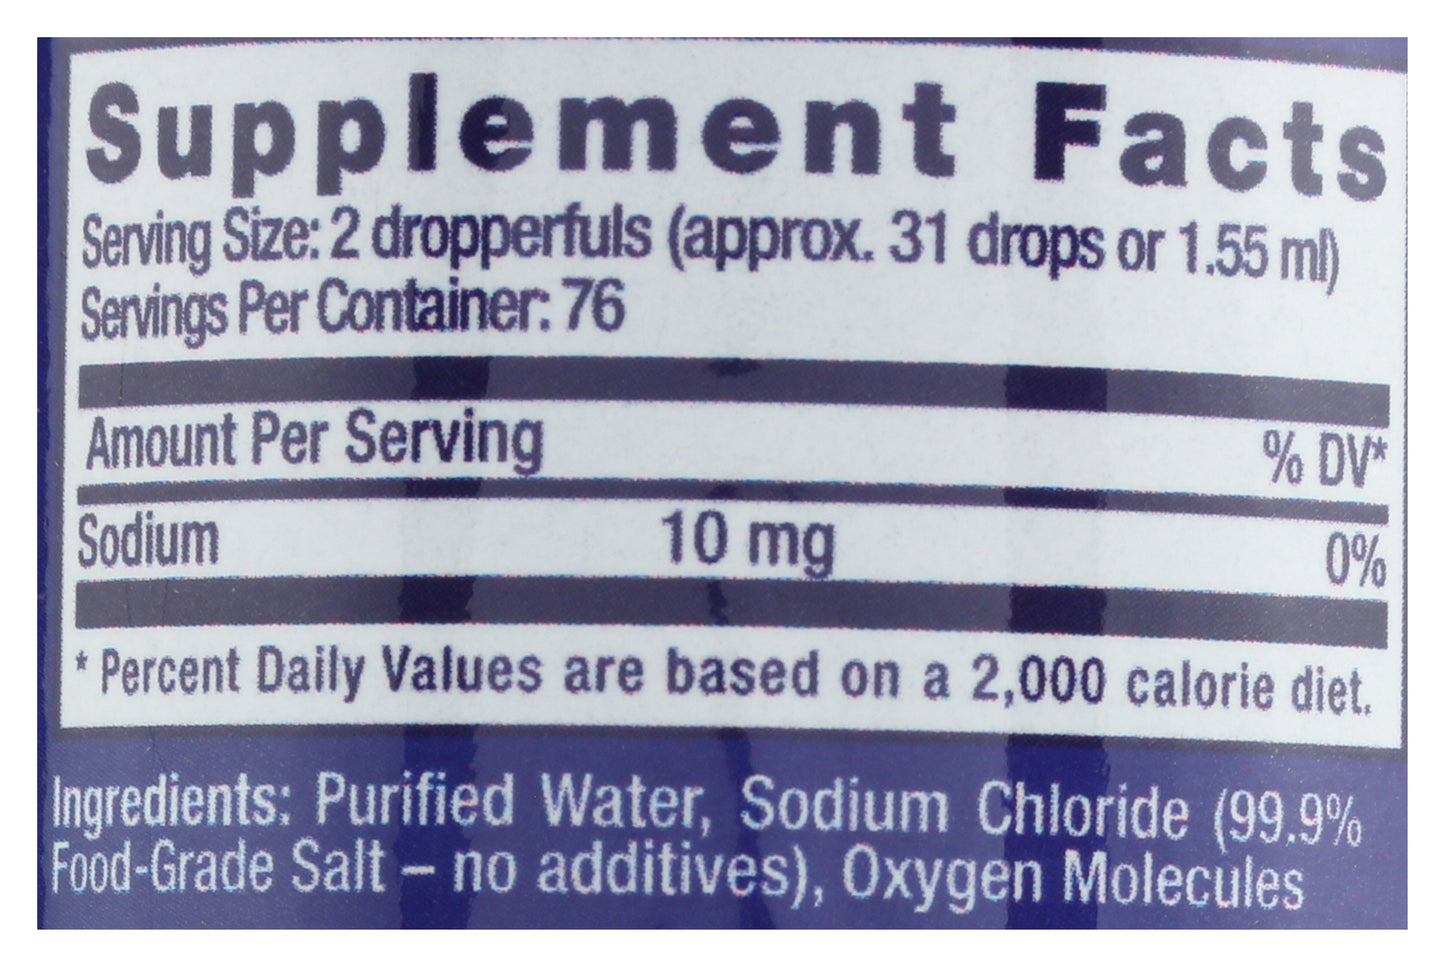 Supplement Facts
Serving Size: 2 dropperfuls (approx. 31 drops or 1.55 ml)
Servings Per Container: 76
Amount Per Serving % DV*
Sodium 10 mg 0%
* Percent Daily Values are based on a 2,000 calorie diet.
Ingredients: Purified Water, Sodium Chloride (99.9%
Food-Grade Salt – no additives), Oxygen Molecules